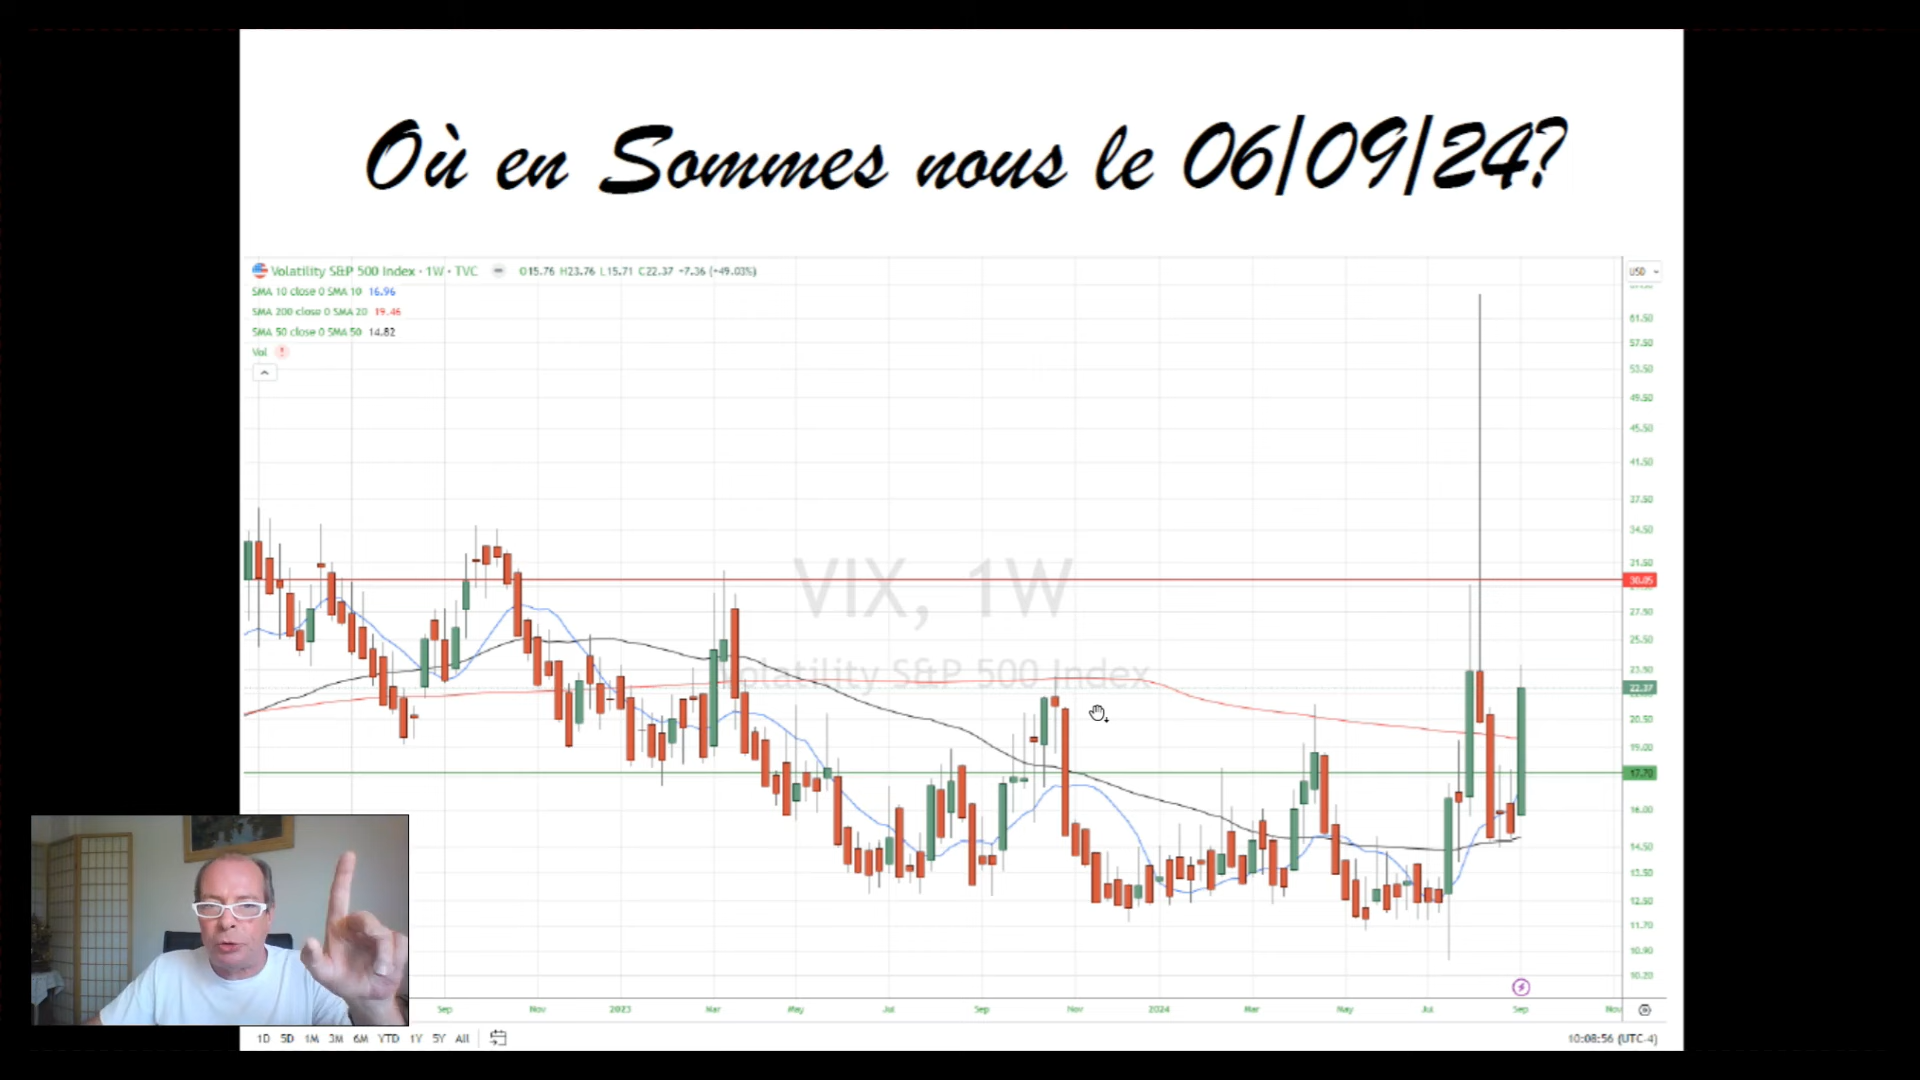 Où en Sommes nous le 06/09/24?
Volatility S&P 500 Index · 1W · TVC O15.76 H23.76 L15.71 C22.37 +7.36 (+49.03%)
USD
SMA 10 close 0 SMA 10 16.96
SMA 200 close 0 SMA 20 19.46
SMA 50 close 0 SMA 50 14.82
Vol
61.50
57.50
53.50
49.50
45.50
41.50
37.50
34.50
31.50
VIX, 1W
30.05
27.50
25.50
Volatility S&P 500 Index
23.50
22.37
20.50
19.00
17.70
16.00
14.50
13.50
12.50
11.70
10.90
10.20
Sep Nov 2023 Mar May Jul Sep Nov 2024 Mar May Jul Sep Nov
1D 5D 1M 3M 6M YTD 1Y 5Y All
10:08:56 (UTC-4)